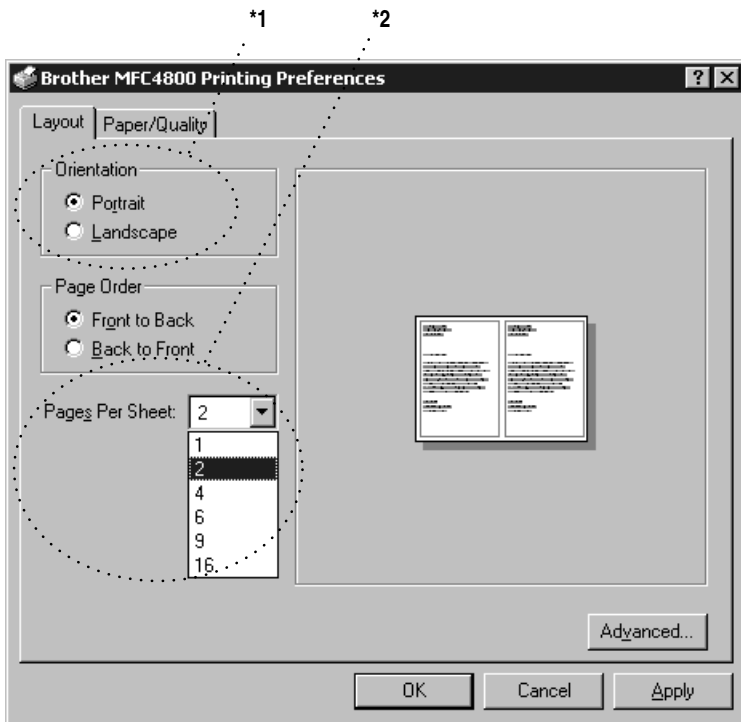 *1 *2
Brother MFC4800 Printing Preferences
Layout Paper/Quality
Orientation
Portrait
Landscape
Page Order
Front to Back
Back to Front
Pages Per Sheet: 2
1
2
4
6
9
16
Advanced...
OK Cancel Apply